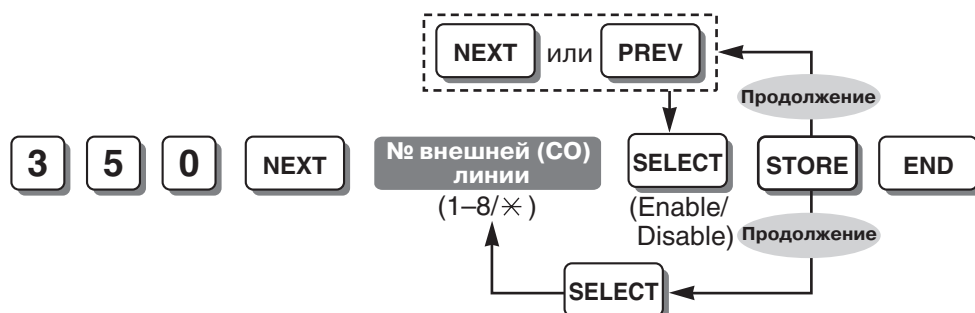 NEXT или PREV
Продолжение
3 5 0 NEXT № внешней (CO) линии SELECT STORE END
(1–8/✳)
(Enable/
Disable)
Продолжение
SELECT